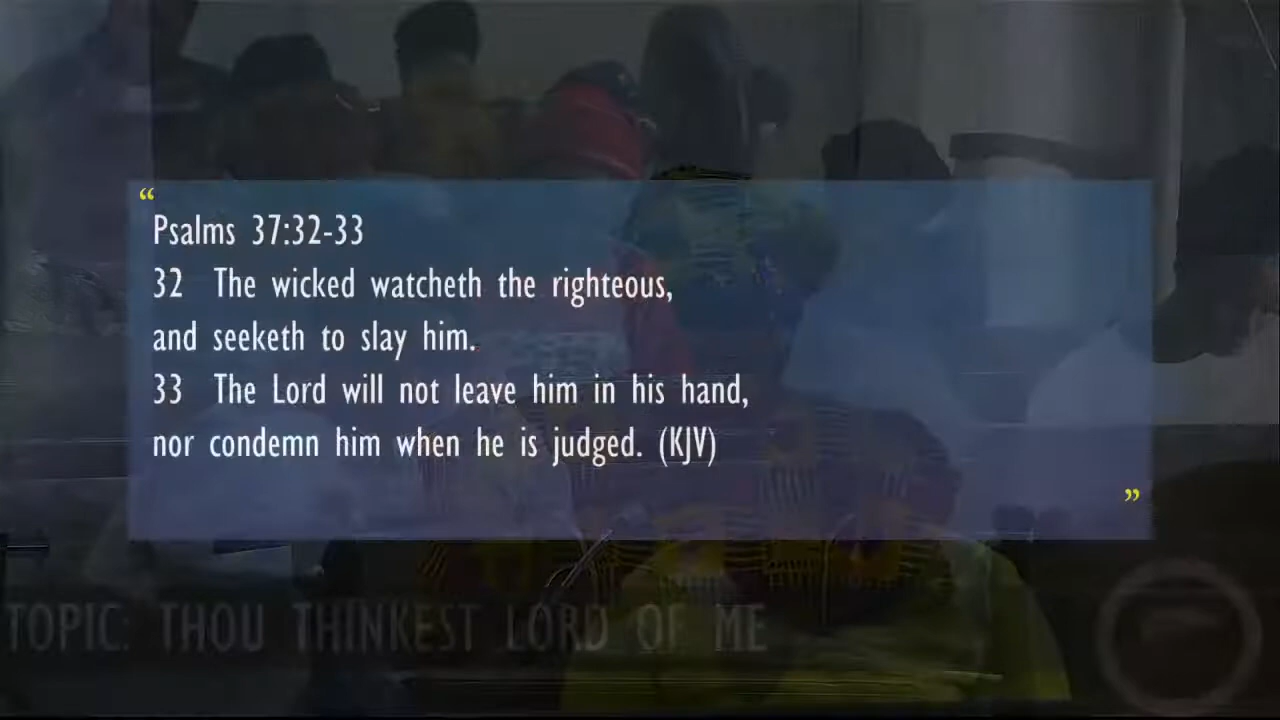 “
Psalms 37:32-33
32 The wicked watcheth the righteous,
and seeketh to slay him.
33 The Lord will not leave him in his hand,
nor condemn him when he is judged. (KJV)
”
TOPIC: THOU THINKEST LORD OF ME